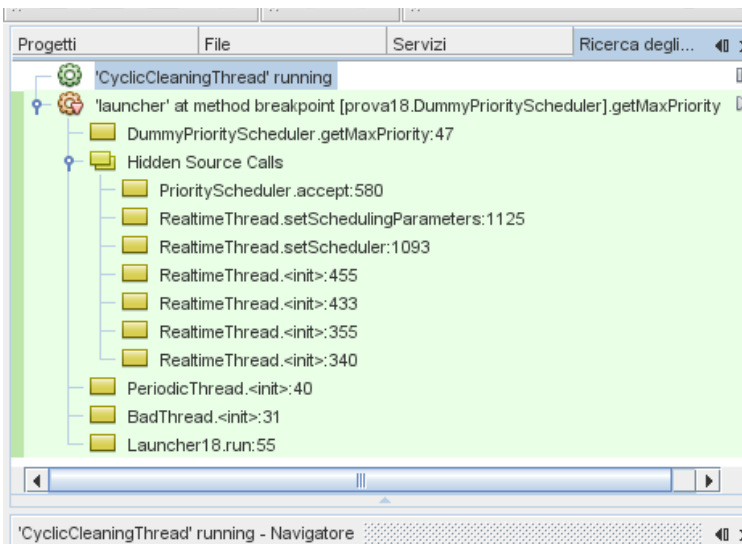 Progetti File Servizi Ricerca degli...
'CyclicCleaningThread' running
'launcher' at method breakpoint [prova18.DummyPriorityScheduler].getMaxPriority
DummyPriorityScheduler.getMaxPriority:47
Hidden Source Calls
PriorityScheduler.accept:580
RealtimeThread.setSchedulingParameters:1125
RealtimeThread.setScheduler:1093
RealtimeThread.<init>:455
RealtimeThread.<init>:433
RealtimeThread.<init>:355
RealtimeThread.<init>:340
PeriodicThread.<init>:40
BadThread.<init>:31
Launcher18.run:55
'CyclicCleaningThread' running - Navigatore